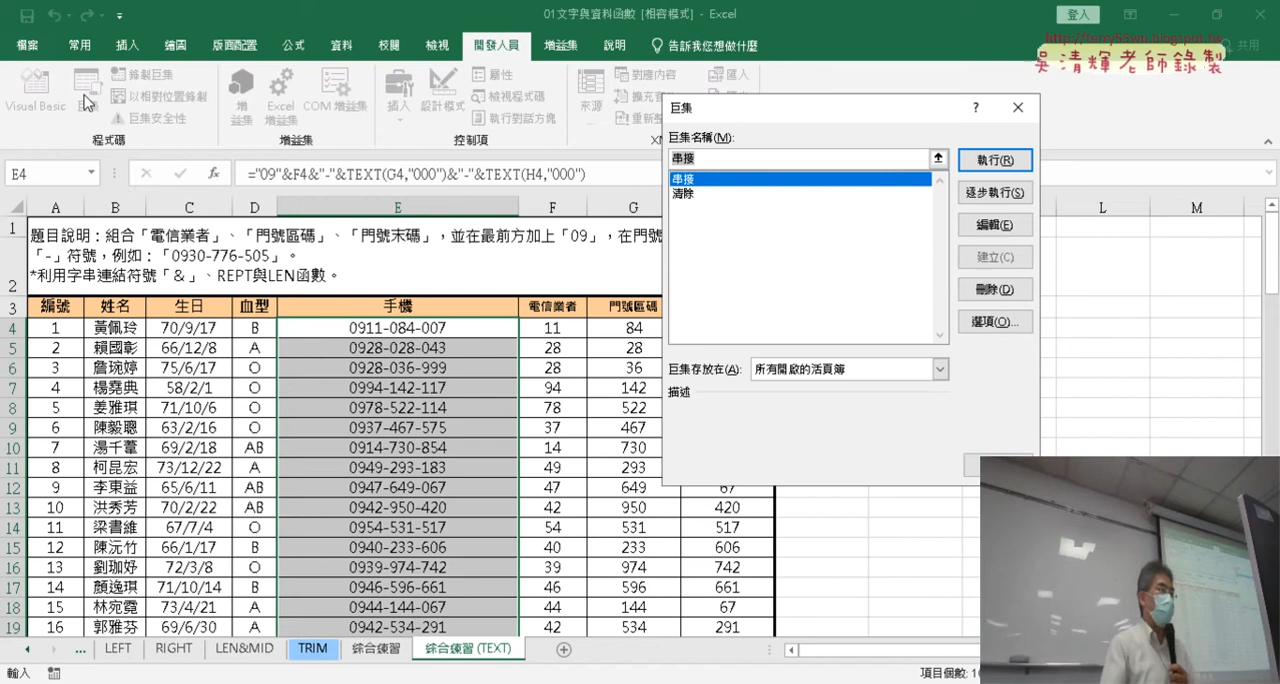 01文字與資料函數 [相容模式] - Excel
登入
檔案 常用 插入 繪圖 版面配置 公式 資料 校閱 檢視 開發人員 增益集 說明 告訴我您想做什麼 共用
http://terry55wu.blogspot.tw
吳清輝老師錄製
Visual Basic 巨集 錄製巨集 以相對位置錄製 巨集安全性
增益集 Excel 增益集 COM 增益集
插入 設計模式 屬性 檢視程式碼 執行對話方塊
來源 對應內容 匯入
程式碼 增益集 控制項
E4 fx ="09"&F4&"-"&TEXT(G4,"000")&"-"&TEXT(H4,"000")
A B C D E F G L M
1 題目說明：組合「電信業者」、「門號區碼」、「門號末碼」，並在最前方加上「09」，在門號
「-」符號，例如：「0930-776-505」。
2 *利用字串連結符號「&」、REPT與LEN函數。
3 編號 姓名 生日 血型 手機 電信業者 門號區碼
4 1 黃佩玲 70/9/17 B 0911-084-007 11 84
5 2 賴國彰 66/12/8 A 0928-028-043 28 28
6 3 詹琬婷 75/6/17 O 0928-036-999 28 36
7 4 楊堯典 58/2/1 O 0994-142-117 94 142
8 5 姜雅琪 71/10/6 O 0978-522-114 78 522
9 6 陳毅聰 63/2/16 O 0937-467-575 37 467
10 7 湯千葦 69/2/18 AB 0914-730-854 14 730
11 8 柯昆宏 73/12/22 A 0949-293-183 49 293
12 9 李東益 65/6/11 AB 0947-649-067 47 649 67
13 10 洪秀芳 70/2/22 AB 0942-950-420 42 950 420
14 11 梁書維 67/7/4 O 0954-531-517 54 531 517
15 12 陳沅竹 66/1/17 B 0940-233-606 40 233 606
16 13 劉珈妤 72/3/8 O 0939-974-742 39 974 742
17 14 顏逸琪 71/10/14 B 0946-596-661 46 596 661
18 15 林宛霓 73/4/21 A 0944-144-067 44 144 67
19 16 郭雅芬 69/6/30 A 0942-534-291 42 534 291
巨集 ?
巨集名稱(M):
串接 執行(R)
串接
清除
逐步執行(S)
編輯(E)
建立(C)
刪除(D)
選項(O)...
巨集存放在(A): 所有開啟的活頁簿
描述
... LEFT RIGHT LEN&MID TRIM 綜合練習 綜合練習 (TEXT)
輸入